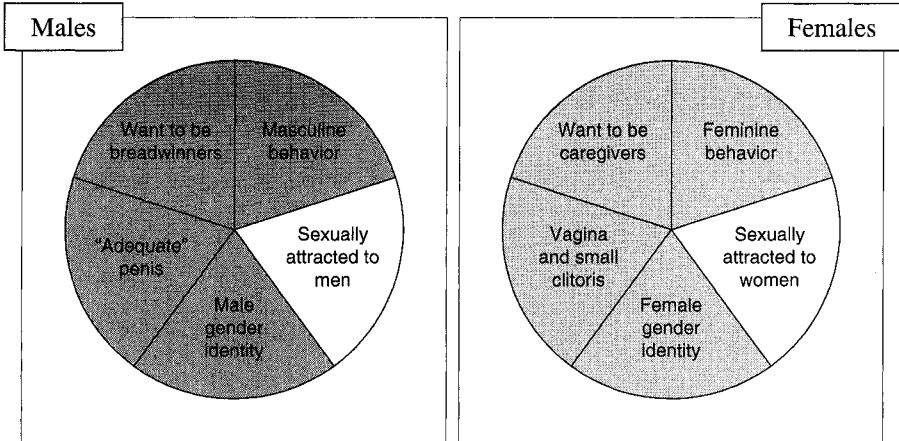 Males
Want to be
breadwinners
Masculine
behavior
"Adequate"
penis
Sexually
attracted to
men
Male
gender
identity
Females
Want to be
caregivers
Feminine
behavior
Vagina
and small
clitoris
Sexually
attracted to
women
Female
gender
identity